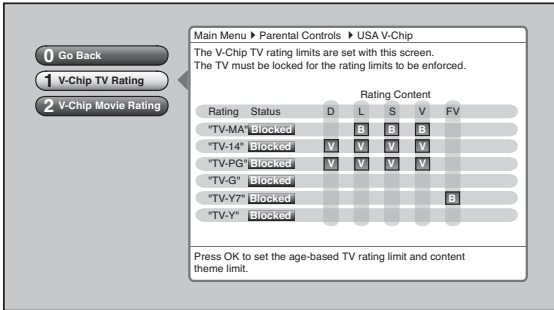 Main Menu ▶ Parental Controls ▶ USA V-Chip
0 Go Back
1 V-Chip TV Rating
2 V-Chip Movie Rating
The V-Chip TV rating limits are set with this screen.
The TV must be locked for the rating limits to be enforced.
Rating Content
Rating Status D L S V FV
"TV-MA" Blocked B B B
"TV-14" Blocked V V V V
"TV-PG" Blocked V V V V
"TV-G" Blocked
"TV-Y7" Blocked B
"TV-Y" Blocked
Press OK to set the age-based TV rating limit and content
theme limit.